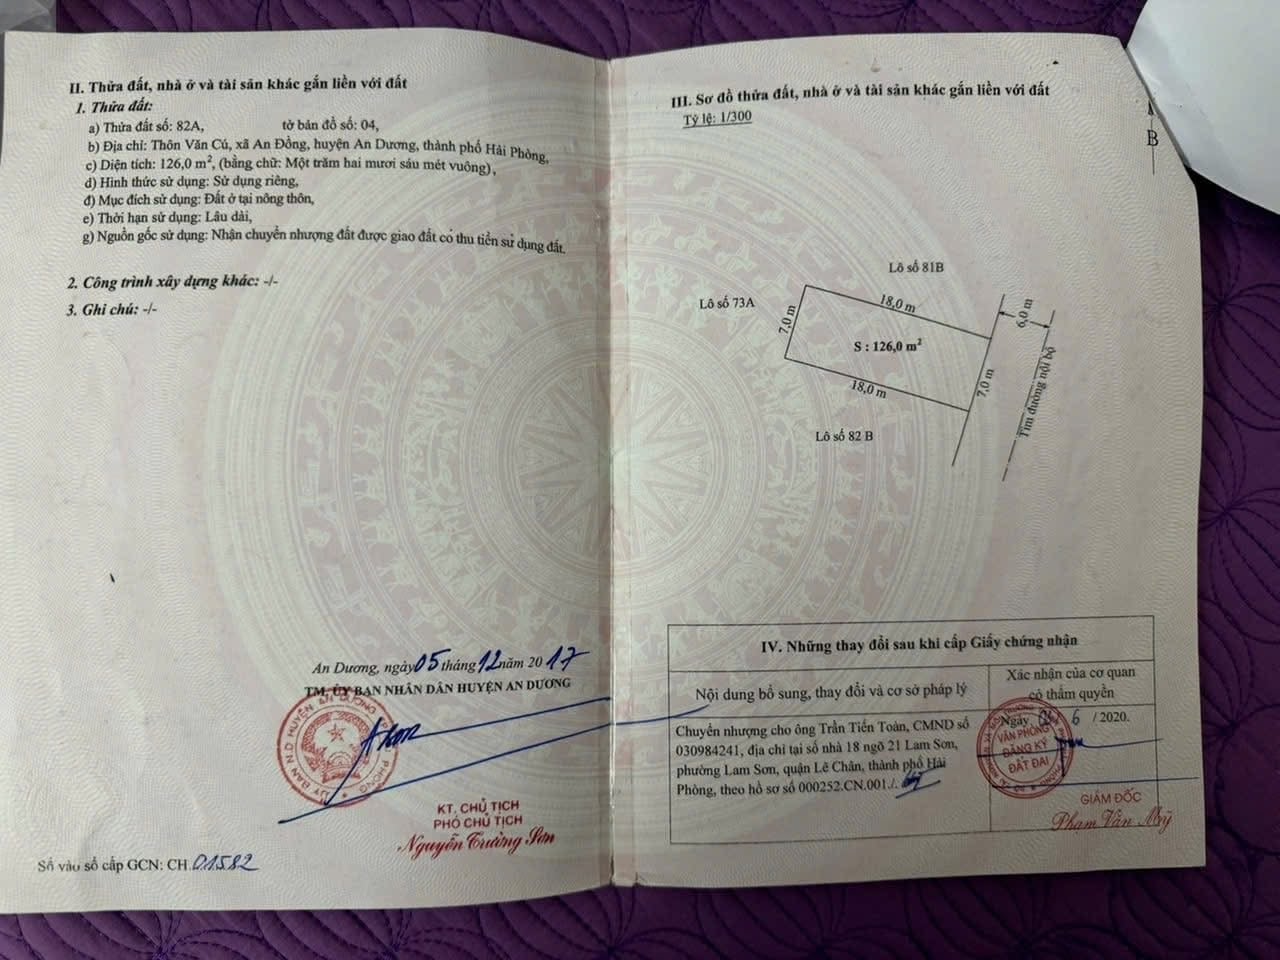 II. Thửa đất, nhà ở và tài sản khác gắn liền với đất
1. Thửa đất:
a) Thửa đất số: 82A, tờ bản đồ số: 04,
b) Địa chỉ: Thôn Văn Cú, xã An Đồng, huyện An Dương, thành phố Hải Phòng,
c) Diện tích: 126,0 m², (bằng chữ: Một trăm hai mươi sáu mét vuông),
d) Hình thức sử dụng: Sử dụng riêng,
đ) Mục đích sử dụng: Đất ở tại nông thôn,
e) Thời hạn sử dụng: Lâu dài,
g) Nguồn gốc sử dụng: Nhận chuyển nhượng đất được giao đất có thu tiền sử dụng đất.
2. Công trình xây dựng khác: -/-
3. Ghi chú: -/-
An Dương, ngày 05 tháng 12 năm 2017
TM. ỦY BAN NHÂN DÂN HUYỆN AN DƯƠNG
KT. CHỦ TỊCH
PHÓ CHỦ TỊCH
Nguyễn Trường Sơn
Số vào sổ cấp GCN: CH 01582
III. Sơ đồ thửa đất, nhà ở và tài sản khác gắn liền với đất
Tỷ lệ: 1/300
B
Lô số 81B
Lô số 73A
18,0 m
6,0 m
7,0 m
S : 126,0 m²
7,0 m
18,0 m
Tim đường nội bộ
Lô số 82 B
IV. Những thay đổi sau khi cấp Giấy chứng nhận
Nội dung bổ sung, thay đổi và cơ sở pháp lý
Xác nhận của cơ quan
có thẩm quyền
Chuyển nhượng cho ông Trần Tiến Toàn, CMND số
030984241, địa chỉ tại số nhà 18 ngõ 21 Lam Sơn,
phường Lam Sơn, quận Lê Chân, thành phố Hải
Phòng, theo hồ sơ số 000252.CN.001./.
Ngày 6 / 2020.
VĂN PHÒNG
ĐĂNG KÝ
ĐẤT ĐAI
GIÁM ĐỐC
Phạm Văn Mỹ